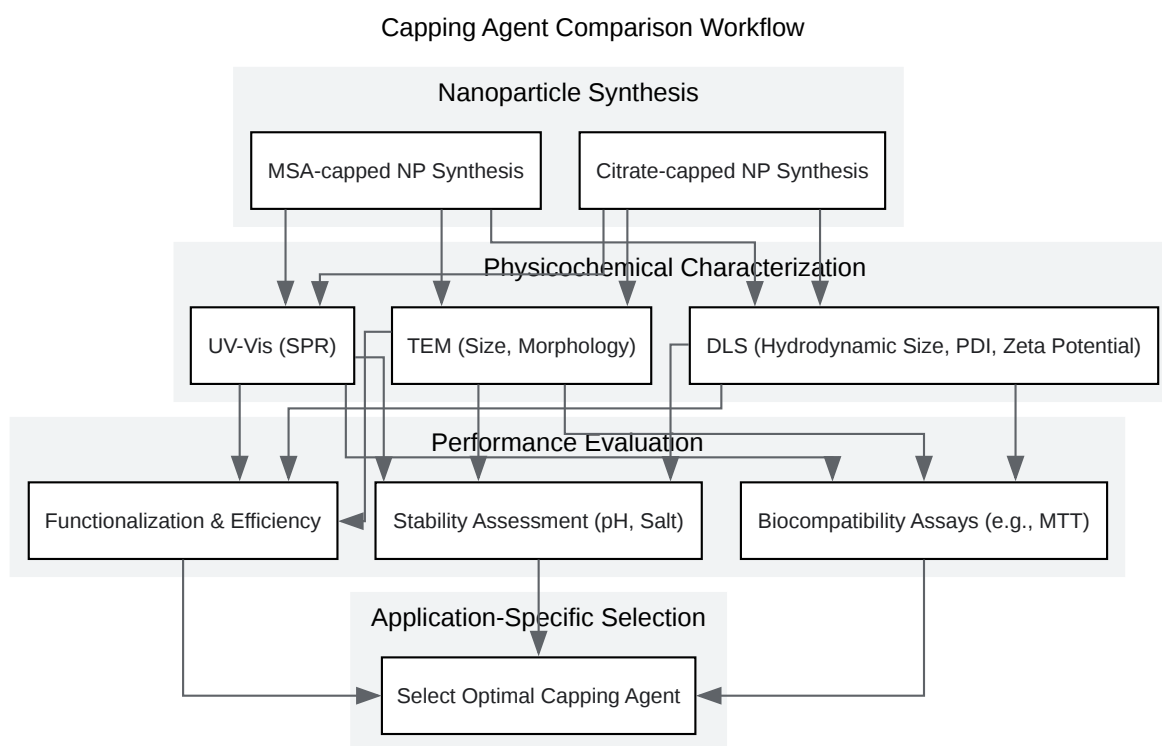 Capping Agent Comparison Workflow
Nanoparticle Synthesis
MSA-capped NP Synthesis
Citrate-capped NP Synthesis
Physicochemical Characterization
UV-Vis (SPR)
TEM (Size, Morphology)
DLS (Hydrodynamic Size, PDI, Zeta Potential)
Performance Evaluation
Functionalization & Efficiency
Stability Assessment (pH, Salt)
Biocompatibility Assays (e.g., MTT)
Application-Specific Selection
Select Optimal Capping Agent